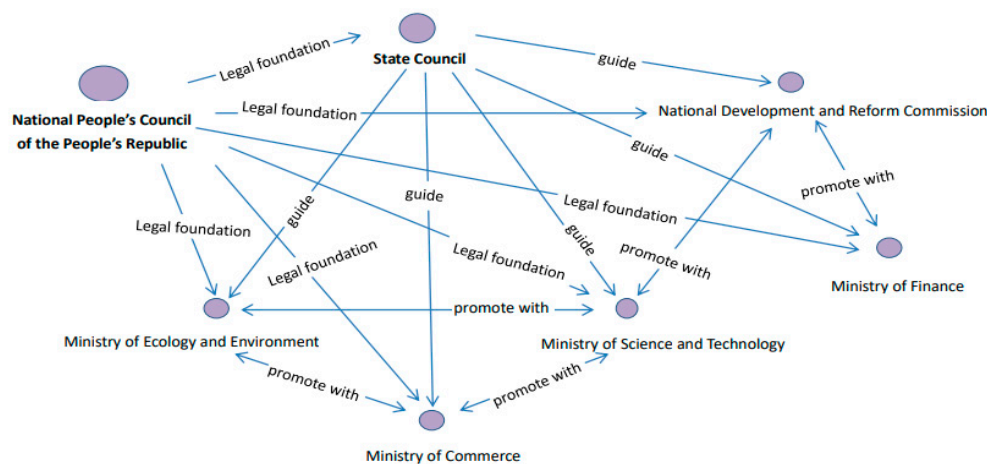 Legal foundation
State Council
guide
National People's Council
of the People's Republic
Legal foundation
National Development and Reform Commission
guide
promote with
Legal foundation
guide
guide
Legal foundation
guide
Legal foundation
Legal foundation
promote with
Ministry of Finance
promote with
Ministry of Ecology and Environment
Ministry of Science and Technology
promote with
promote with
Ministry of Commerce